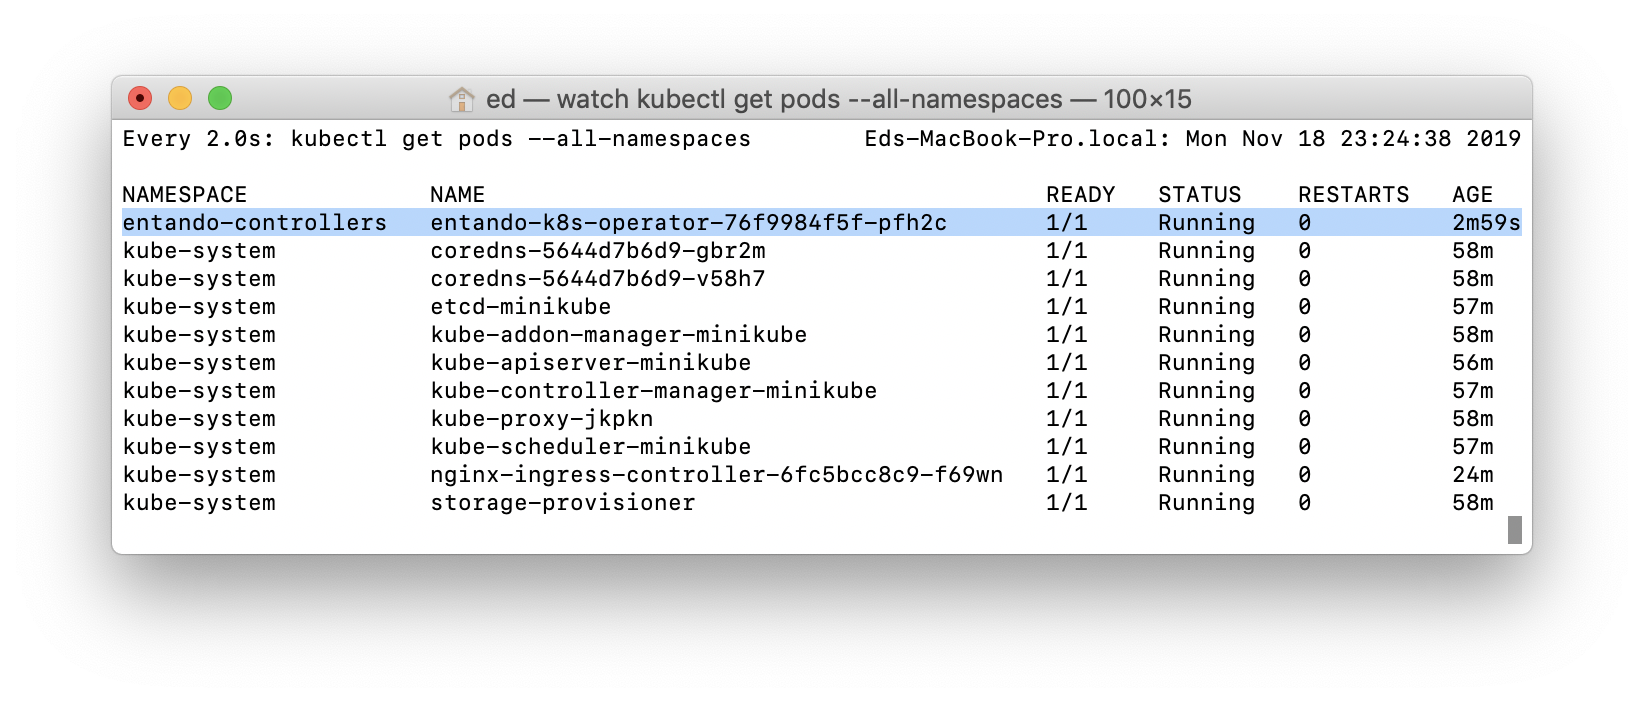 ed — watch kubectl get pods --all-namespaces — 100×15
Every 2.0s: kubectl get pods --all-namespaces Eds-MacBook-Pro.local: Mon Nov 18 23:24:38 2019
NAMESPACE NAME READY STATUS RESTARTS AGE
entando-controllers entando-k8s-operator-76f9984f5f-pfh2c 1/1 Running 0 2m59s
kube-system coredns-5644d7b6d9-gbr2m 1/1 Running 0 58m
kube-system coredns-5644d7b6d9-v58h7 1/1 Running 0 58m
kube-system etcd-minikube 1/1 Running 0 57m
kube-system kube-addon-manager-minikube 1/1 Running 0 58m
kube-system kube-apiserver-minikube 1/1 Running 0 56m
kube-system kube-controller-manager-minikube 1/1 Running 0 57m
kube-system kube-proxy-jkpkn 1/1 Running 0 58m
kube-system kube-scheduler-minikube 1/1 Running 0 57m
kube-system nginx-ingress-controller-6fc5bcc8c9-f69wn 1/1 Running 0 24m
kube-system storage-provisioner 1/1 Running 0 58m